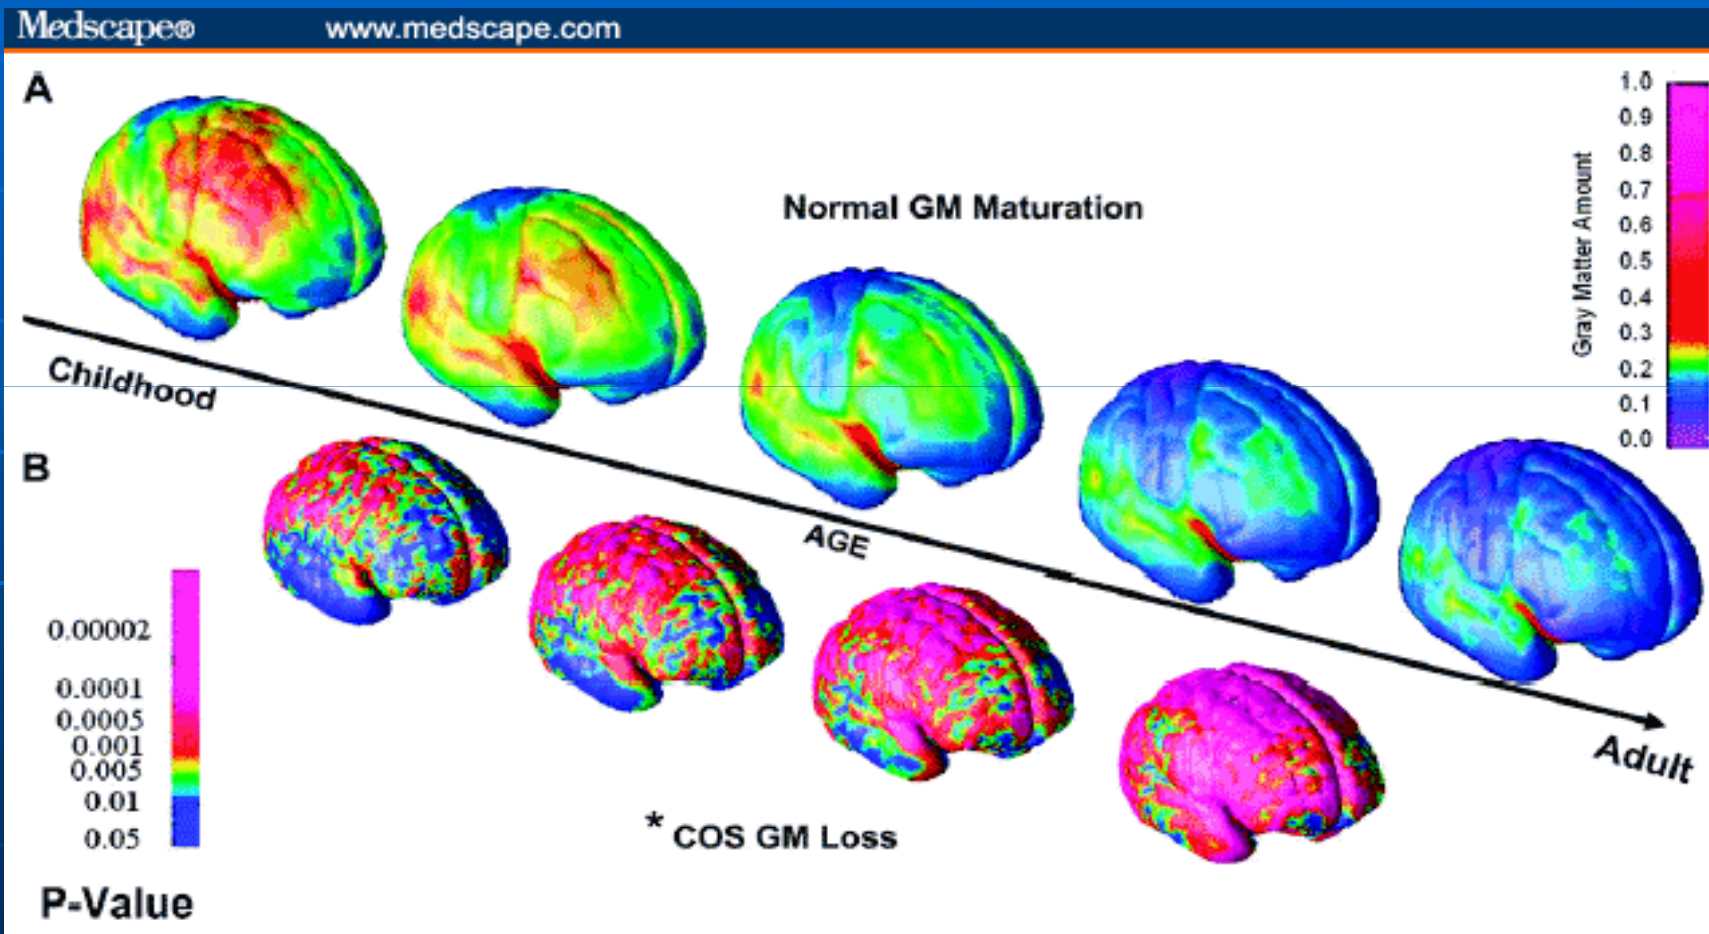 Medscape® www.medscape.com
A
Normal GM Maturation
1.0
0.9
0.8
0.7
0.6
0.5
0.4
0.3
0.2
0.1
0.0
Gray Matter Amount
Childhood
AGE
Adult
B
0.00002
0.0001
0.0005
0.001
0.005
0.01
0.05
P-Value
* COS GM Loss